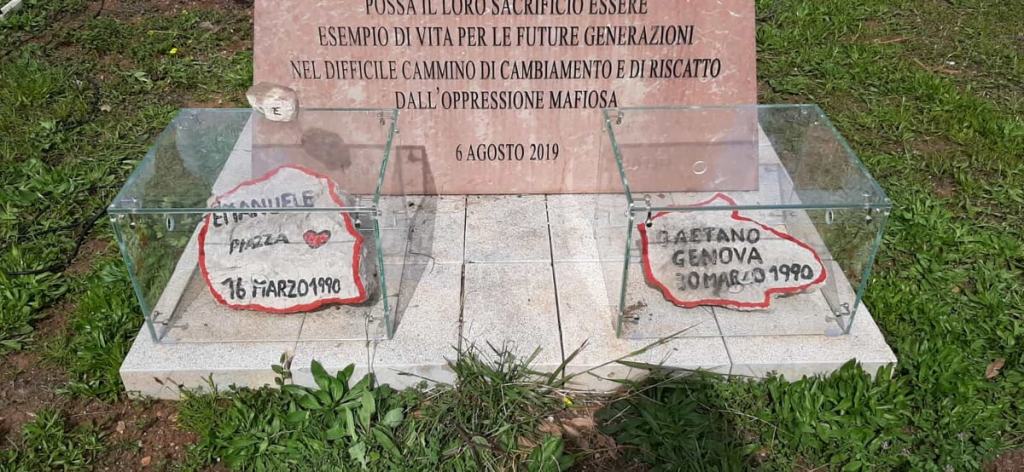 POSSA IL LORO SACRIFICIO ESSERE
ESEMPIO DI VITA PER LE FUTURE GENERAZIONI
NEL DIFFICILE CAMMINO DI CAMBIAMENTO E DI RISCATTO
DALL'OPPRESSIONE MAFIOSA
6 AGOSTO 2019
E
EMANUELE
PIAZZA
16 MARZO 1990
GAETANO
GENOVA
30 MARZO 1990